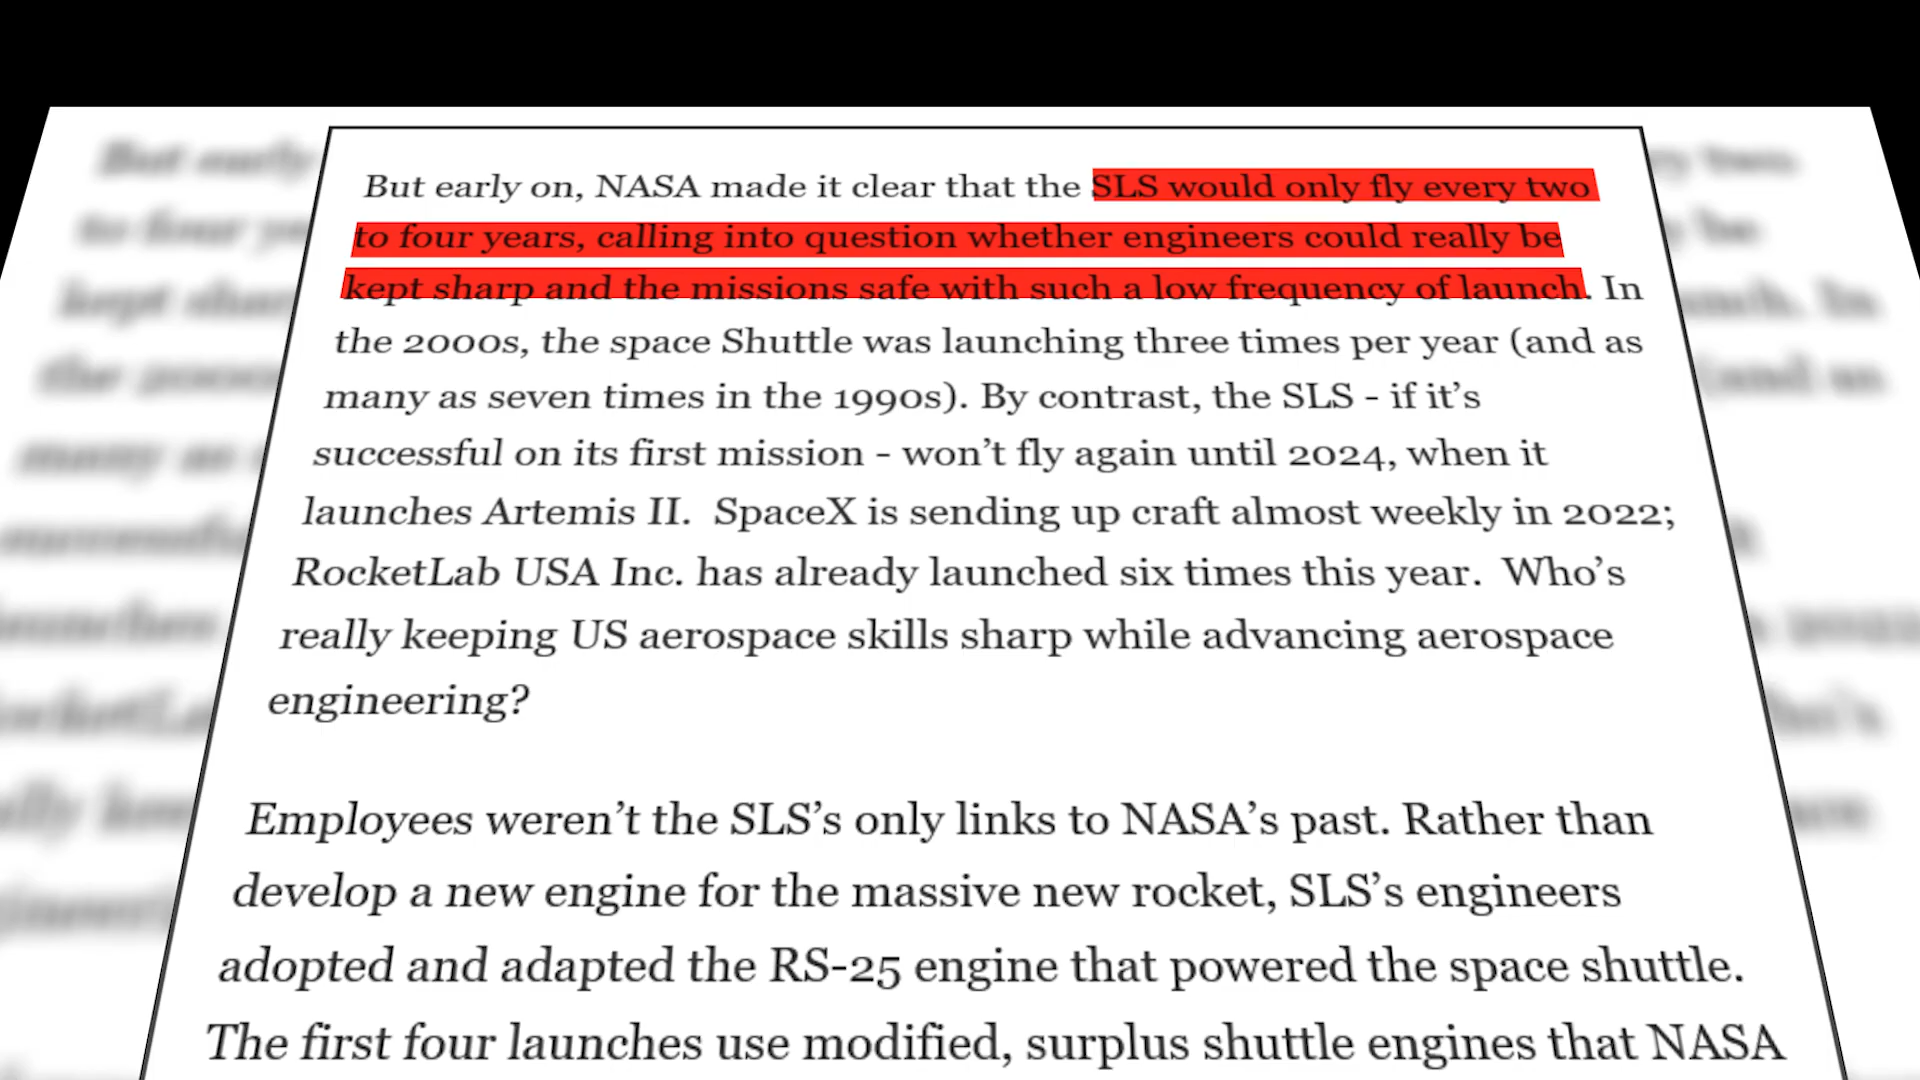 But early on, NASA made it clear that the SLS would only fly every two
to four years, calling into question whether engineers could really be
kept sharp and the missions safe with such a low frequency of launch. In
the 2000s, the space Shuttle was launching three times per year (and as
many as seven times in the 1990s). By contrast, the SLS - if it’s
successful on its first mission - won’t fly again until 2024, when it
launches Artemis II.  SpaceX is sending up craft almost weekly in 2022;
RocketLab USA Inc. has already launched six times this year.  Who’s
really keeping US aerospace skills sharp while advancing aerospace
engineering?
Employees weren’t the SLS’s only links to NASA’s past. Rather than
develop a new engine for the massive new rocket, SLS’s engineers
adopted and adapted the RS-25 engine that powered the space shuttle.
The first four launches use modified, surplus shuttle engines that NASA